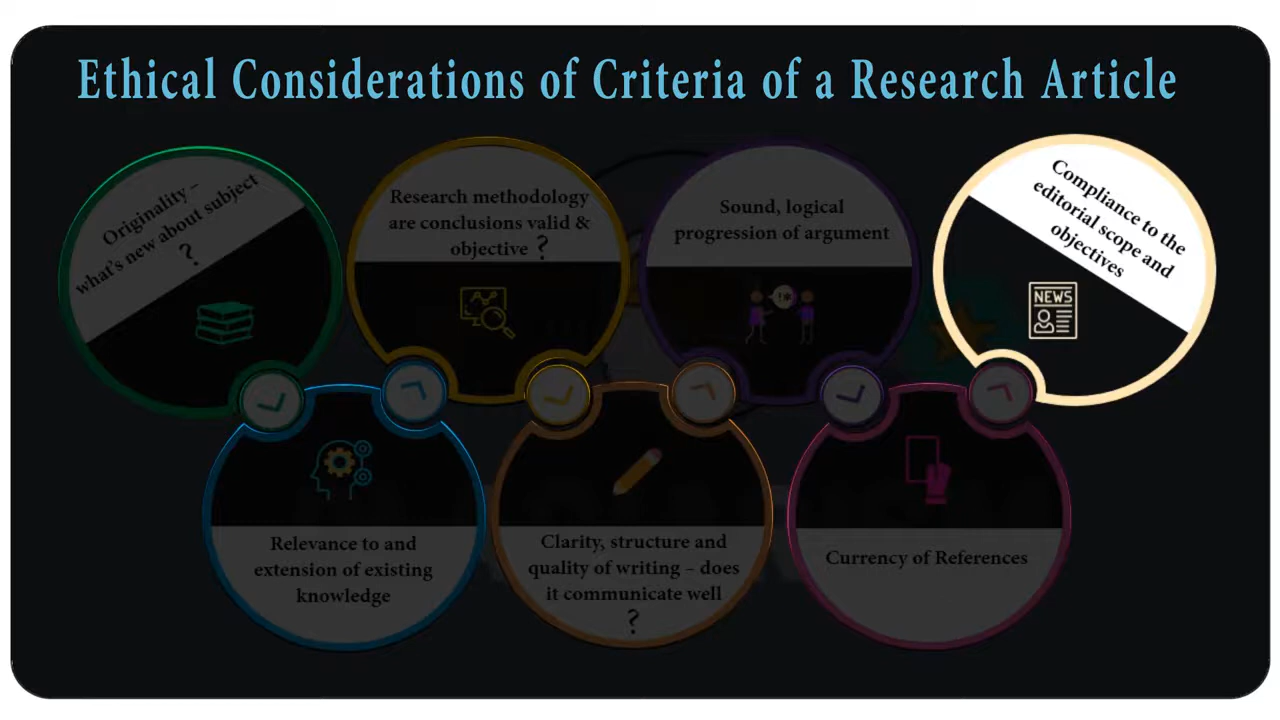 Ethical Considerations of Criteria of a Research Article
Originality –
what's new about subject
?
Research methodology
are conclusions valid &
objective ?
Sound, logical
progression of argument
Compliance to the
editorial scope and
objectives
NEWS
Relevance to and
extension of existing
knowledge
Clarity, structure and
quality of writing – does
it communicate well
?
Currency of References